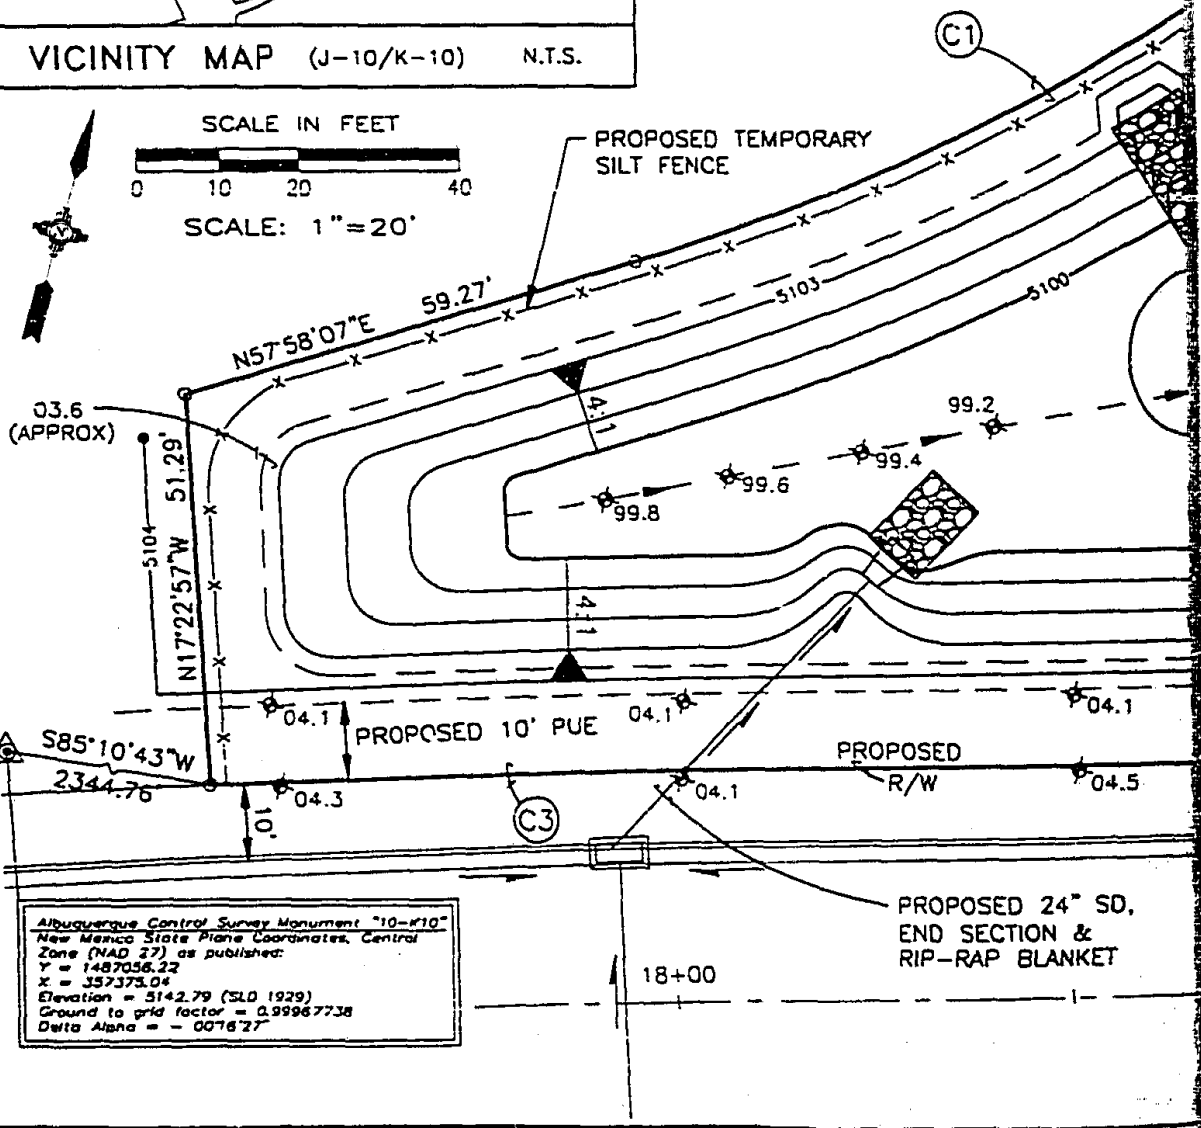 VICINITY MAP (J-10/K-10) N.T.S.
C1
SCALE IN FEET
0 10 20 40
SCALE: 1"=20'
PROPOSED TEMPORARY
SILT FENCE
N57°58'07"E 59.27'
5103
5100
03.6
(APPROX)
N17°22'57"W 51.29'
5104
4:1
99.8
99.6
99.4
99.2
4:1
04.1
04.1
04.1
PROPOSED 10' PUE
S85°10'43"W
2344.76
PROPOSED
R/W
04.3
04.1
04.5
10'
C3
PROPOSED 24" SD,
END SECTION &
RIP-RAP BLANKET
18+00
Albuquerque Control Survey Monument "10-K10"
New Mexico State Plane Coordinates, Central
Zone (NAD 27) as published:
Y = 1487056.22
X = 357375.04
Elevation = 5142.79 (SLD 1929)
Ground to grid factor = 0.99967738
Delta Alpha = -